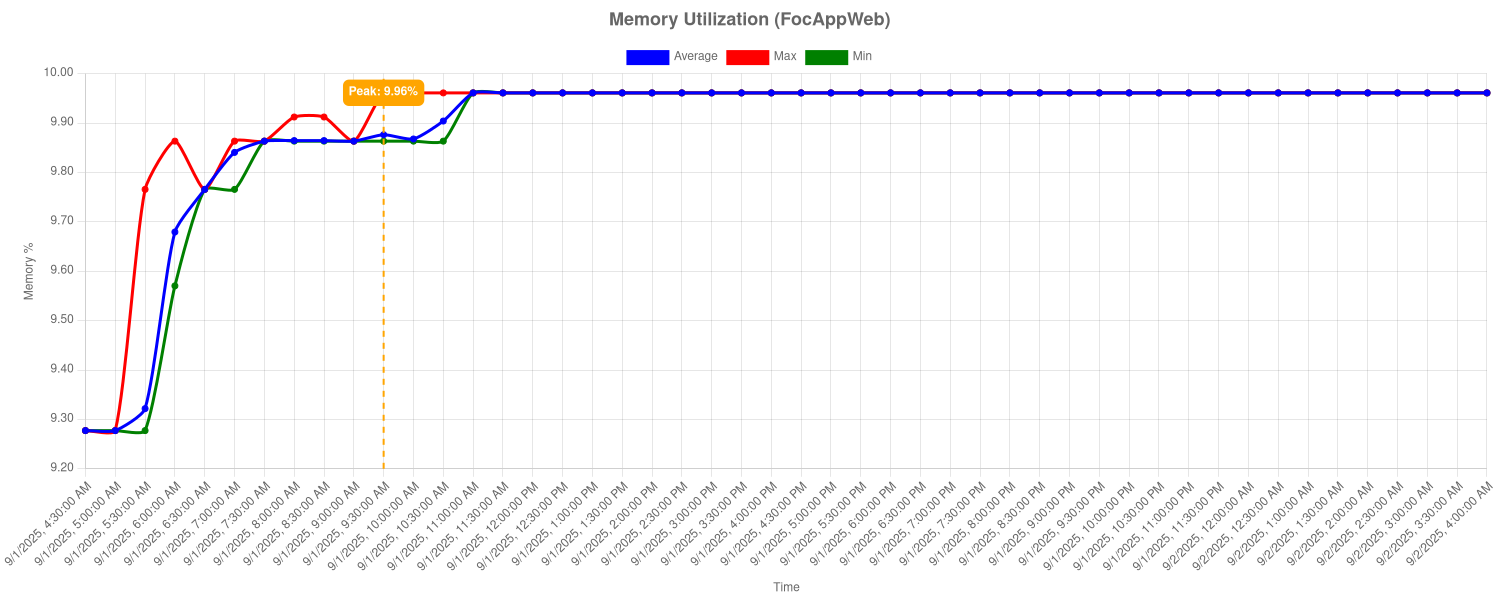 Memory Utilization (FocAppWeb)
Average Max Min
Peak: 9.96%
10.00
9.90
9.80
9.70
9.60
9.50
9.40
9.30
9.20
Memory %
9/1/2025, 4:30:00 AM
9/1/2025, 5:00:00 AM
9/1/2025, 5:30:00 AM
9/1/2025, 6:00:00 AM
9/1/2025, 6:30:00 AM
9/1/2025, 7:00:00 AM
9/1/2025, 7:30:00 AM
9/1/2025, 8:00:00 AM
9/1/2025, 8:30:00 AM
9/1/2025, 9:00:00 AM
9/1/2025, 9:30:00 AM
9/1/2025, 10:00:00 AM
9/1/2025, 10:30:00 AM
9/1/2025, 11:00:00 AM
9/1/2025, 11:30:00 AM
9/1/2025, 12:00:00 PM
9/1/2025, 12:30:00 PM
9/1/2025, 1:00:00 PM
9/1/2025, 1:30:00 PM
9/1/2025, 2:00:00 PM
9/1/2025, 2:30:00 PM
9/1/2025, 3:00:00 PM
9/1/2025, 3:30:00 PM
9/1/2025, 4:00:00 PM
9/1/2025, 4:30:00 PM
9/1/2025, 5:00:00 PM
9/1/2025, 5:30:00 PM
9/1/2025, 6:00:00 PM
9/1/2025, 6:30:00 PM
9/1/2025, 7:00:00 PM
9/1/2025, 7:30:00 PM
9/1/2025, 8:00:00 PM
9/1/2025, 8:30:00 PM
9/1/2025, 9:00:00 PM
9/1/2025, 9:30:00 PM
9/1/2025, 10:00:00 PM
9/1/2025, 10:30:00 PM
9/1/2025, 11:00:00 PM
9/1/2025, 11:30:00 PM
9/2/2025, 12:00:00 AM
9/2/2025, 12:30:00 AM
9/2/2025, 1:00:00 AM
9/2/2025, 1:30:00 AM
9/2/2025, 2:00:00 AM
9/2/2025, 2:30:00 AM
9/2/2025, 3:00:00 AM
9/2/2025, 3:30:00 AM
9/2/2025, 4:00:00 AM
Time